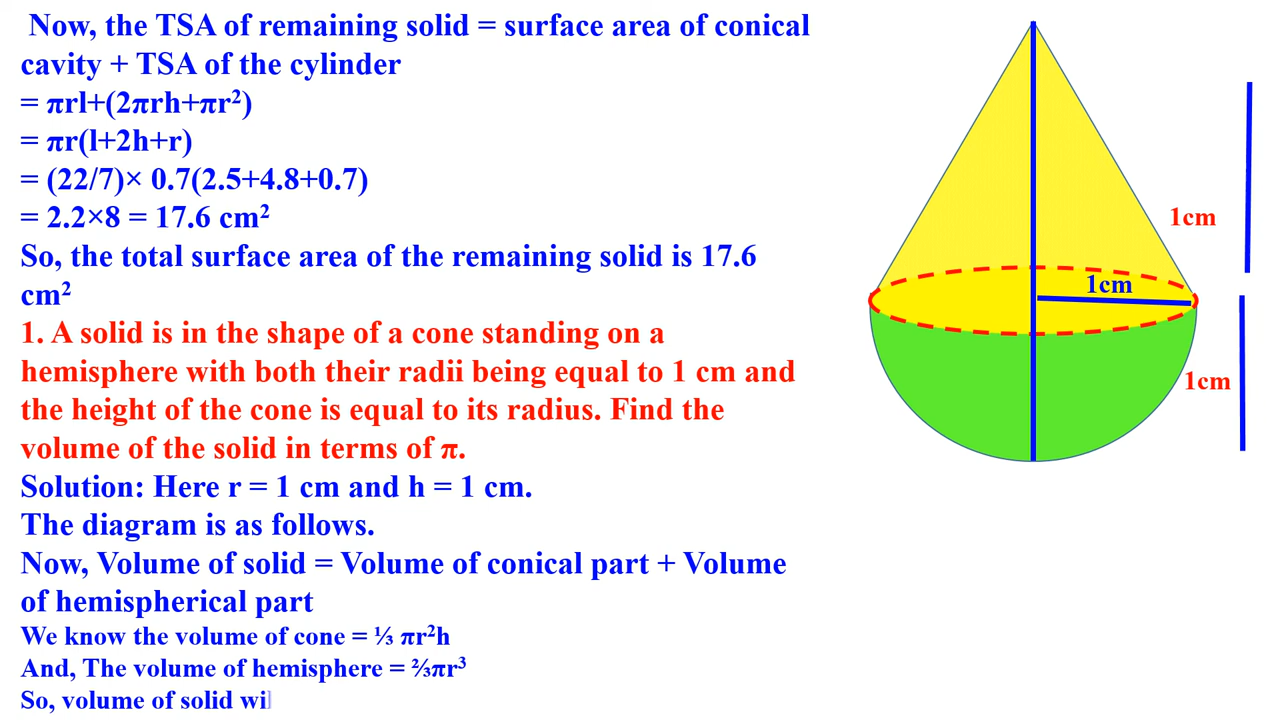 Now, the TSA of remaining solid = surface area of conical
cavity + TSA of the cylinder
= πrl+(2πrh+πr²)
= πr(l+2h+r)
= (22/7)× 0.7(2.5+4.8+0.7)
= 2.2×8 = 17.6 cm²
So, the total surface area of the remaining solid is 17.6
cm²
1. A solid is in the shape of a cone standing on a
hemisphere with both their radii being equal to 1 cm and
the height of the cone is equal to its radius. Find the
volume of the solid in terms of π.
Solution: Here r = 1 cm and h = 1 cm.
The diagram is as follows.
Now, Volume of solid = Volume of conical part + Volume
of hemispherical part
We know the volume of cone = ⅓ πr²h
And, The volume of hemisphere = ⅔πr³
So, volume of solid wil
1cm
1cm
1cm